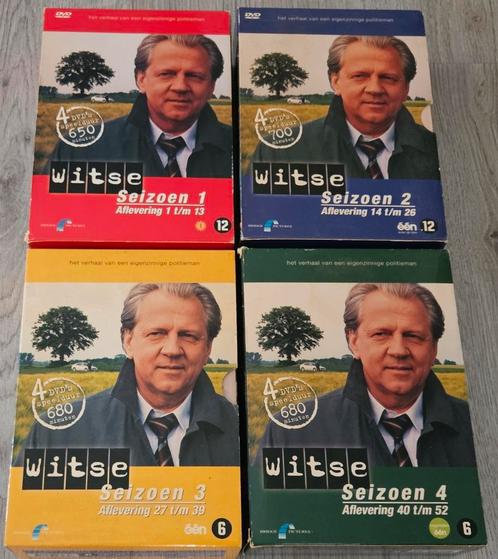 DVD
het verhaal van een eigenzinnige politieman
4 DVD's
speelduur
650
minuten
witse
Seizoen 1
Aflevering 1 t/m 13
12
DVD
het verhaal van een eigenzinnige politieman
4 DVD's
speelduur
700
minuten
witse
Seizoen 2
Aflevering 14 t/m 26
één
12
het verhaal van een eigenzinnige politieman
4 DVD's
speelduur
680
minuten
witse
Seizoen 3
Aflevering 27 t/m 39
één
6
het verhaal van een eigenzinnige politieman
4 DVD's
speelduur
680
minuten
witse
Seizoen 4
Aflevering 40 t/m 52
één
6